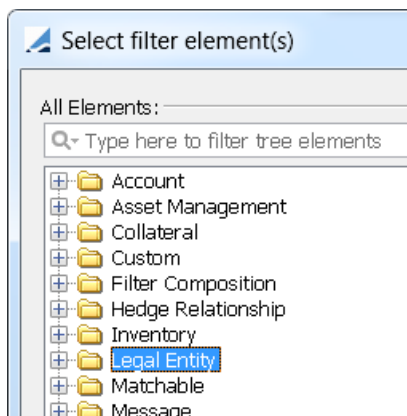 Select filter element(s)
All Elements:
Type here to filter tree elements
Account
Asset Management
Collateral
Custom
Filter Composition
Hedge Relationship
Inventory
Legal Entity
Matchable
Message